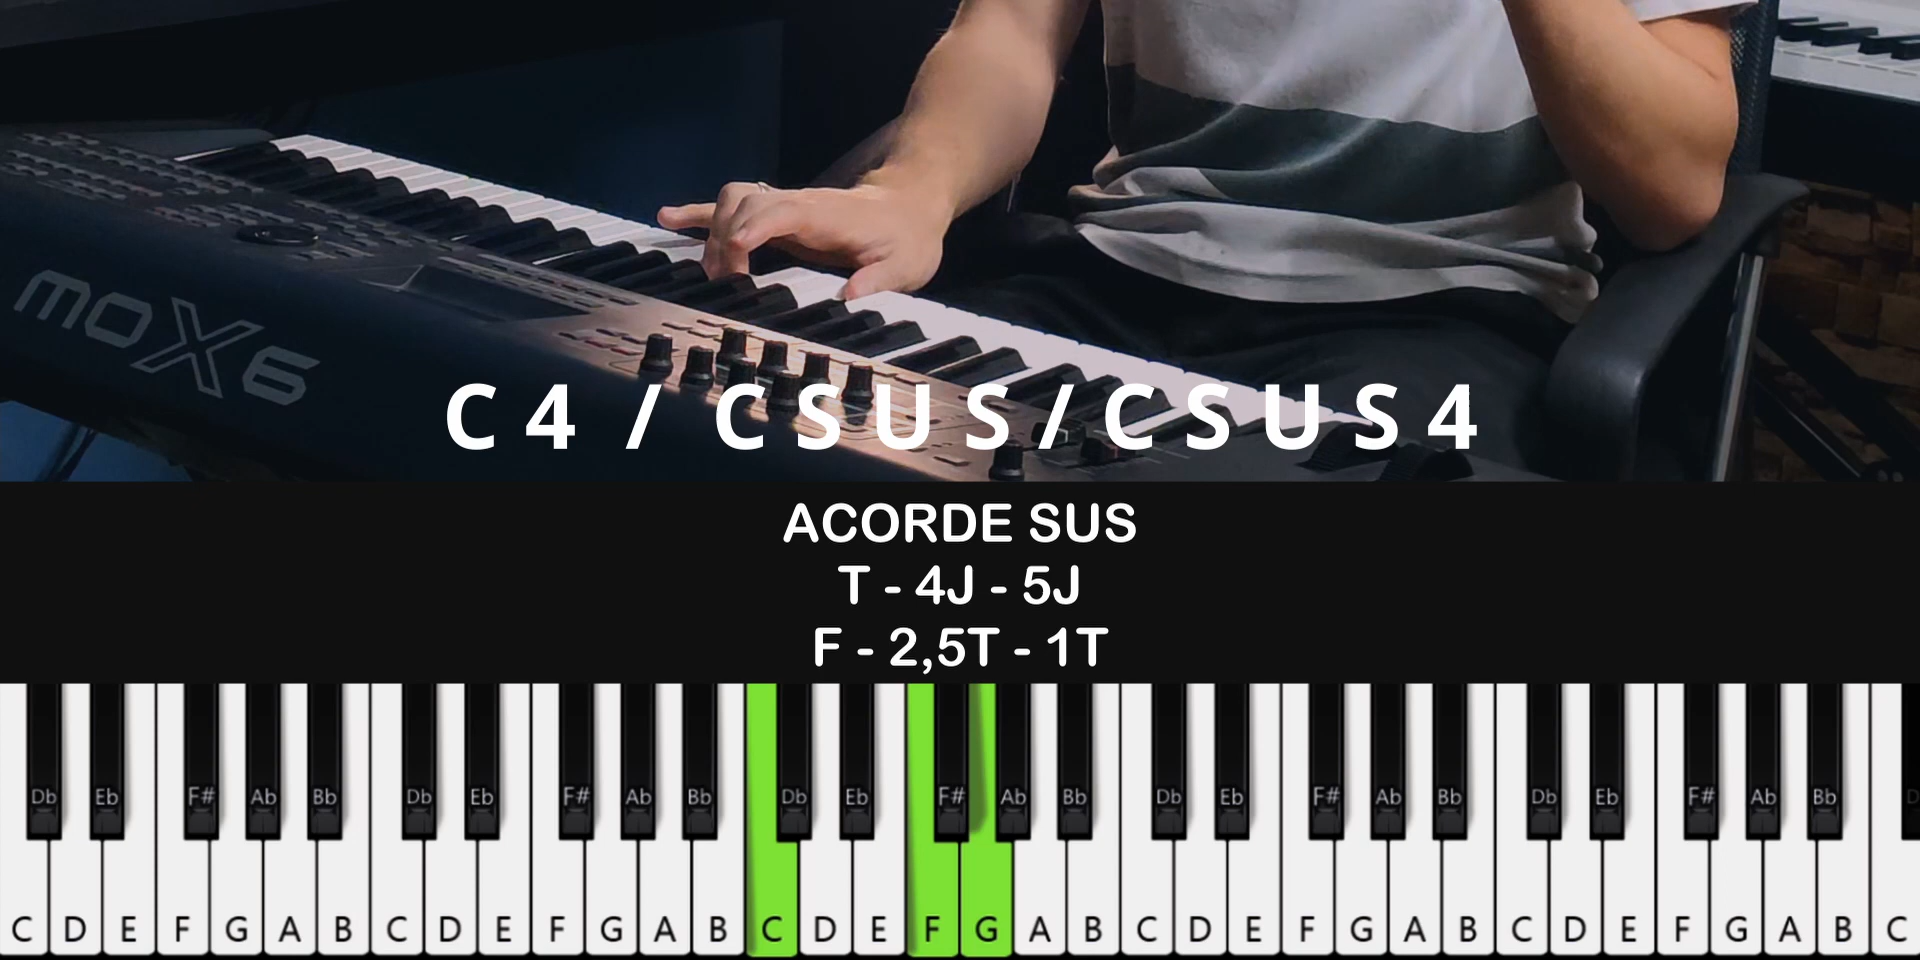 moX6
C4 / CSUS/CSUS4
ACORDE SUS
T - 4J - 5J
F - 2,5T - 1T
Db Eb F# Ab Bb Db Eb F# Ab Bb Db Eb F# Ab Bb Db Eb F# Ab Bb Db Eb F# Ab Bb D
C D E F G A B C D E F G A B C D E F G A B C D E F G A B C D E F G A B C